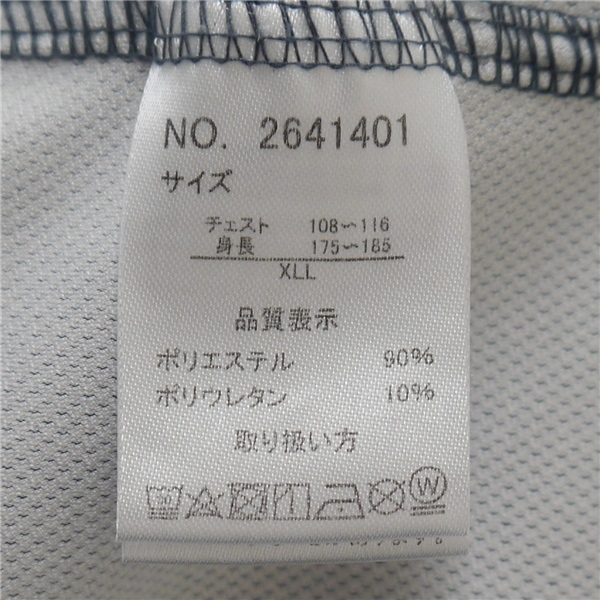 NO. 2641401
サイズ
チェスト 108～116
身長 175～185
XLL
品質表示
ポリエステル 90%
ポリウレタン 10%
取り扱い方
W